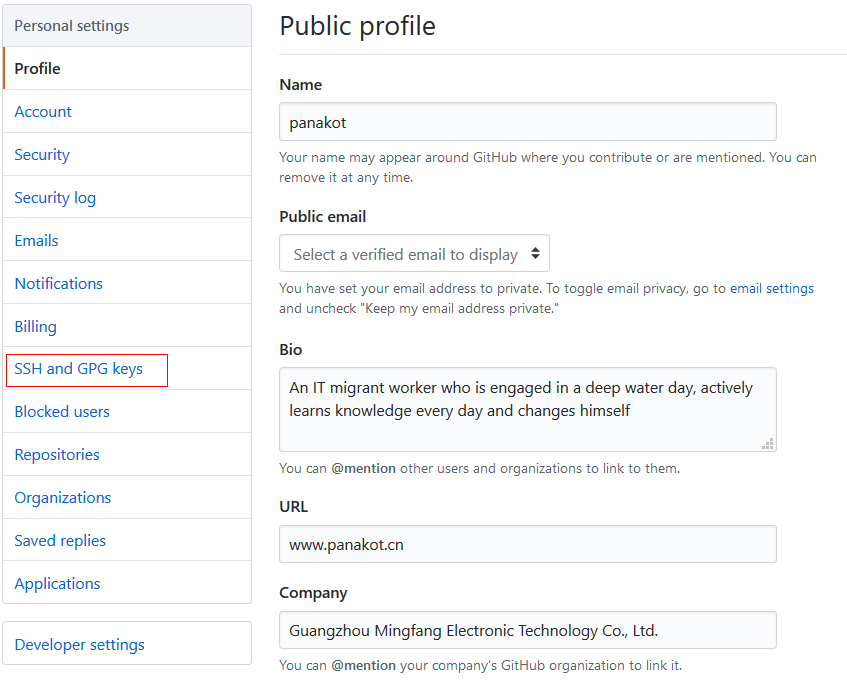 Personal settings
Profile
Account
Security
Security log
Emails
Notifications
Billing
SSH and GPG keys
Blocked users
Repositories
Organizations
Saved replies
Applications
Developer settings
Public profile
Name
panakot
Your name may appear around GitHub where you contribute or are mentioned. You can
remove it at any time.
Public email
Select a verified email to display
You have set your email address to private. To toggle email privacy, go to email settings
and uncheck "Keep my email address private."
Bio
An IT migrant worker who is engaged in a deep water day, actively
learns knowledge every day and changes himself
You can @mention other users and organizations to link to them.
URL
www.panakot.cn
Company
Guangzhou Mingfang Electronic Technology Co., Ltd.
You can @mention your company's GitHub organization to link it.